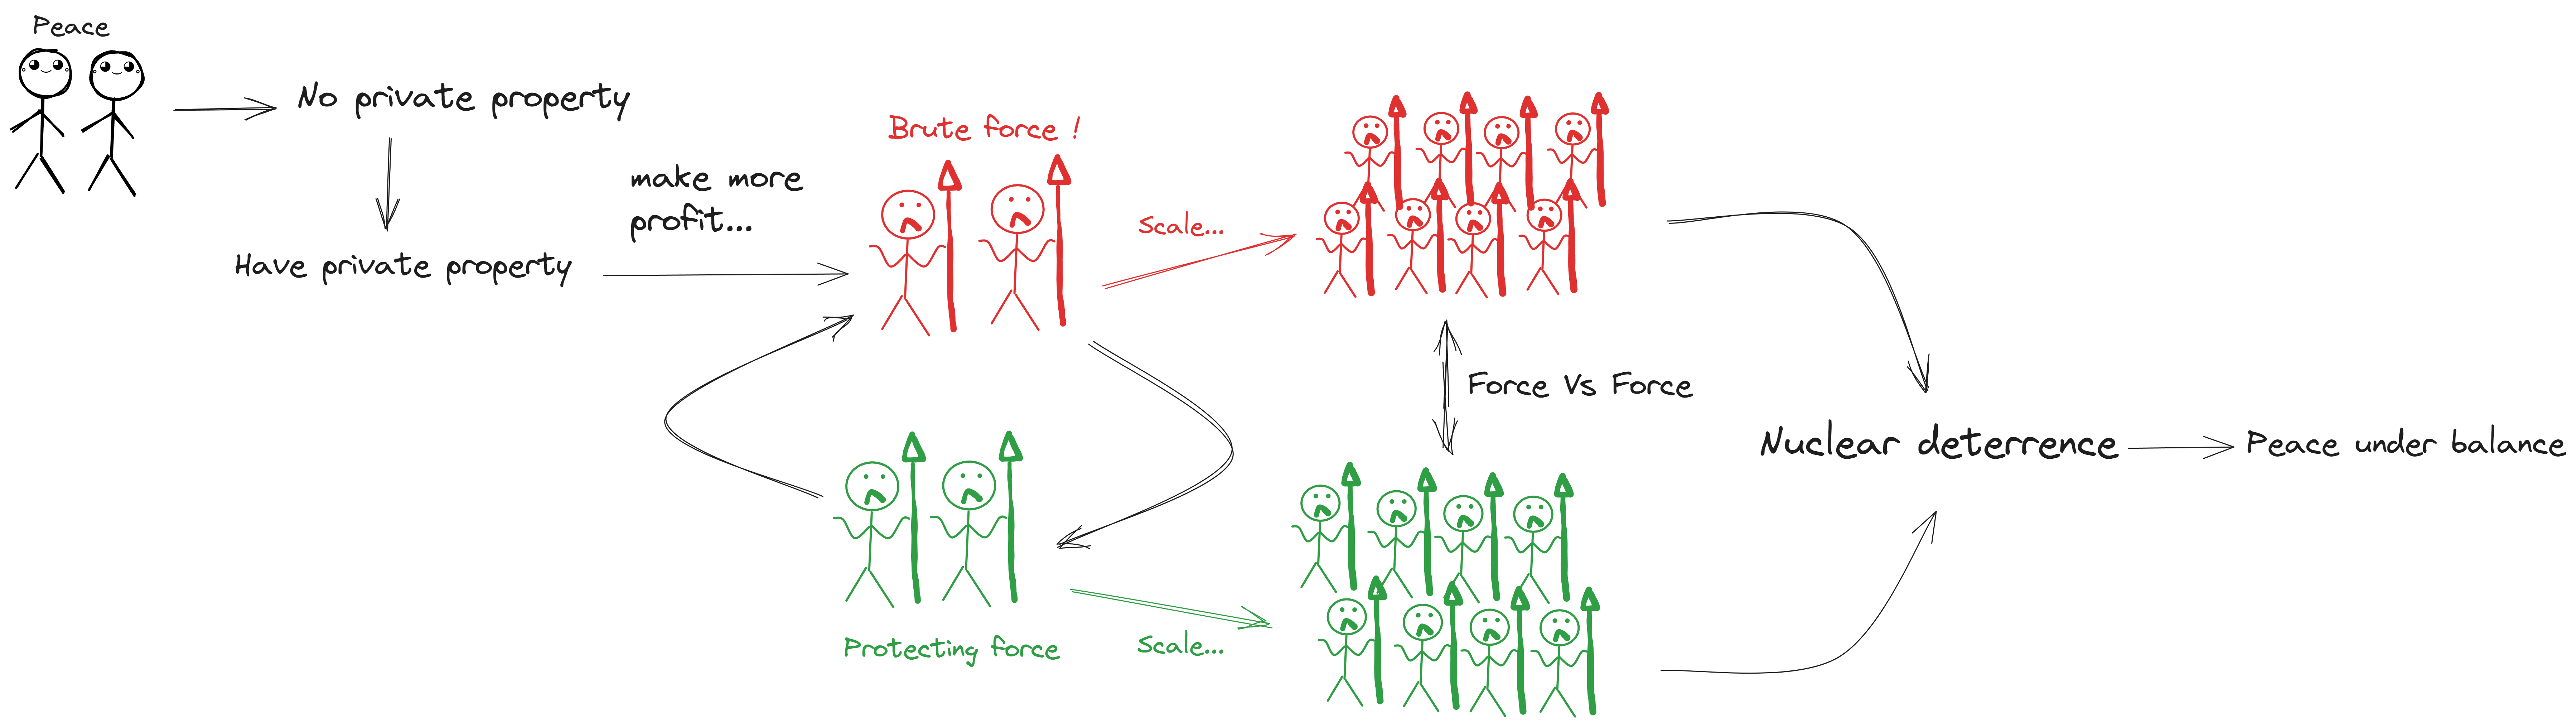 Peace
No private property
Have private property
make more
profit...
Brute force !
Scale...
Force Vs Force
Protecting force
Scale...
Nuclear deterrence
Peace under balance